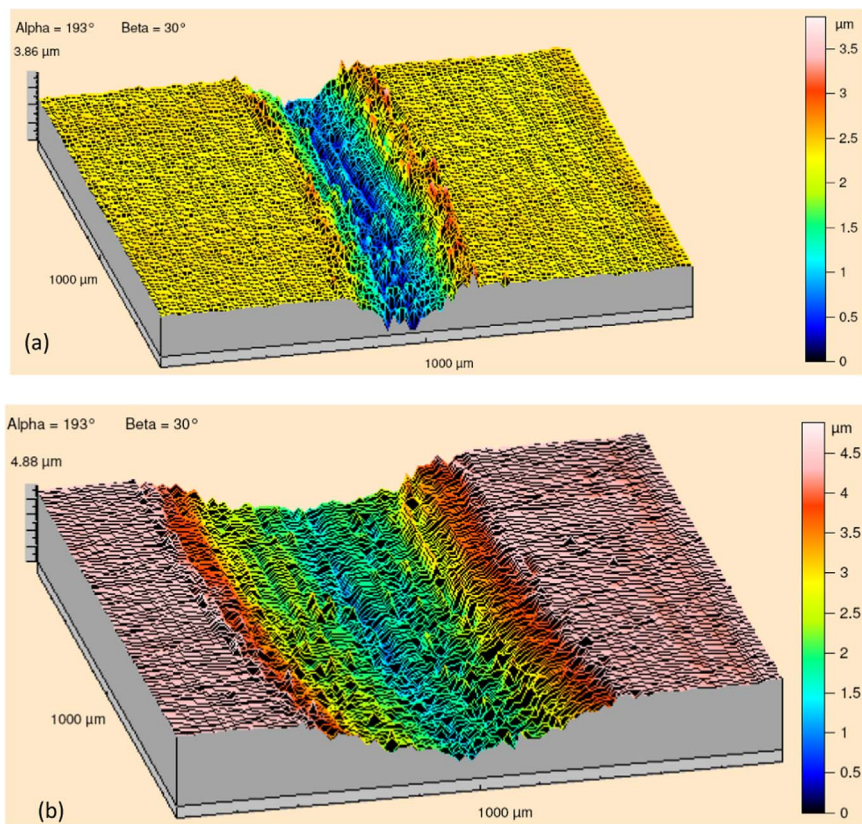 Alpha = 193° Beta = 30°
3.86 µm
µm
3.5
3
2.5
2
1.5
1
0.5
0
1000 µm
(a)
1000 µm
Alpha = 193° Beta = 30°
4.88 µm
µm
4.5
4
3.5
3
2.5
2
1.5
1
0.5
0
1000 µm
(b)
1000 µm